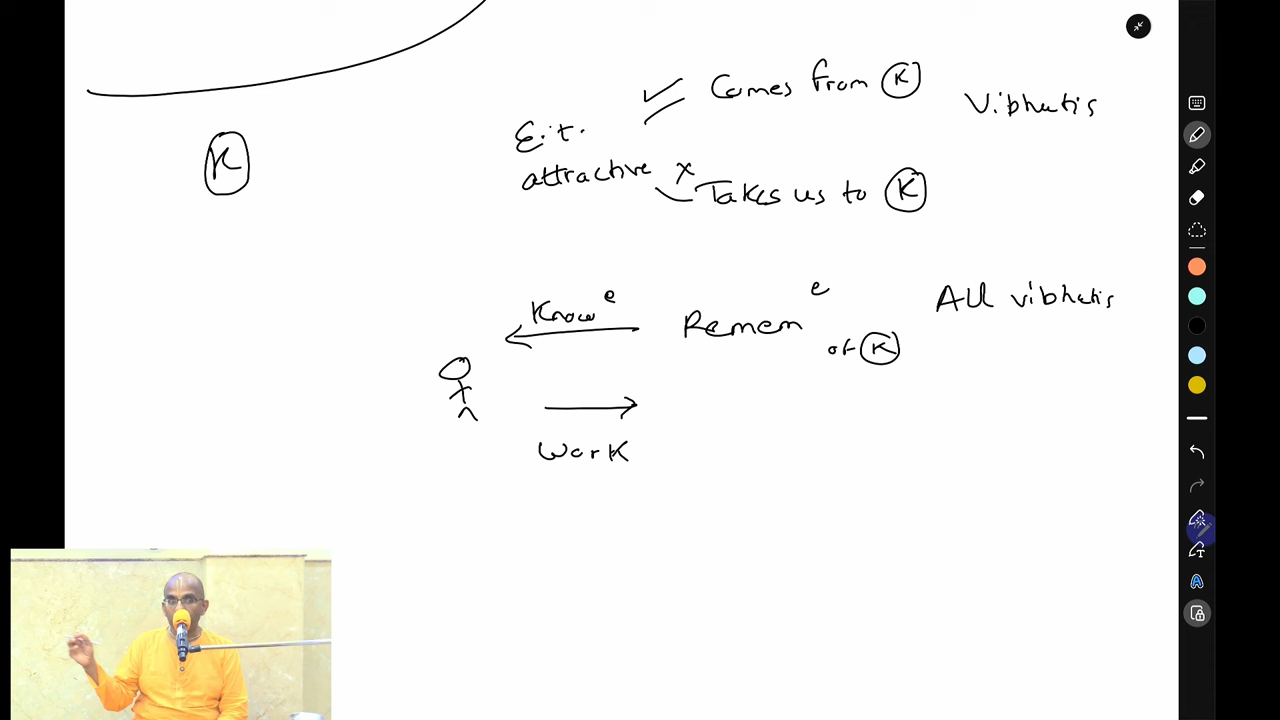 K
E.i.t. attractive
✓ Comes from K
x Takes us to K
Vibhutis
Know^e
Remem^e of K
All vibhutis
Work